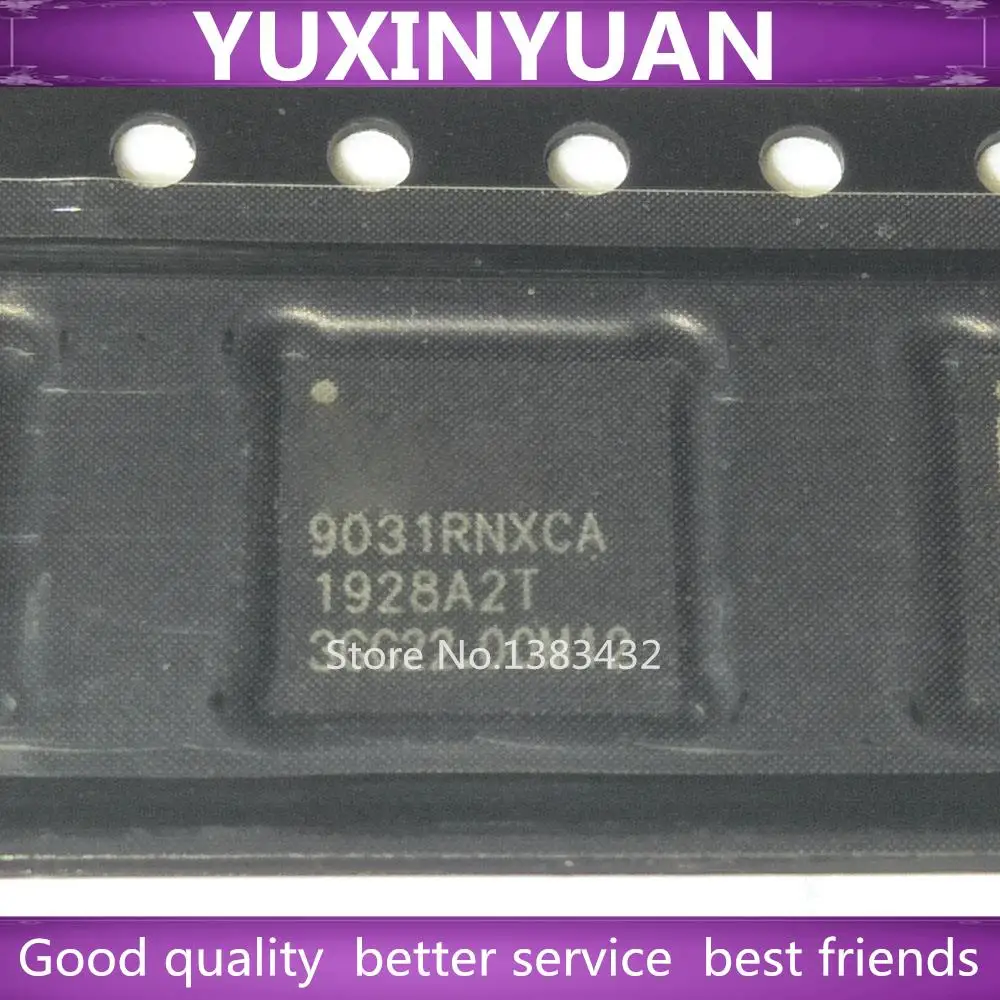 YUXINYUAN
9031RNXCA
1928A2T
Store No.1383432
Good quality better service best friends